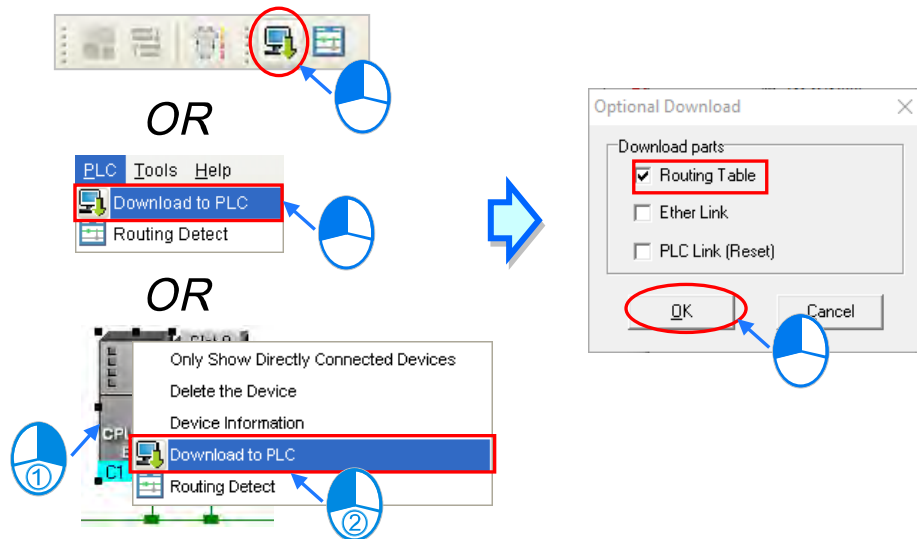 OR
PLC Tools Help
Download to PLC
Routing Detect
OR
Only Show Directly Connected Devices
Delete the Device
Device Information
Download to PLC
Routing Detect
CPU
C1
①
②
Optional Download
Download parts
Routing Table
Ether Link
PLC Link (Reset)
OK
Cancel